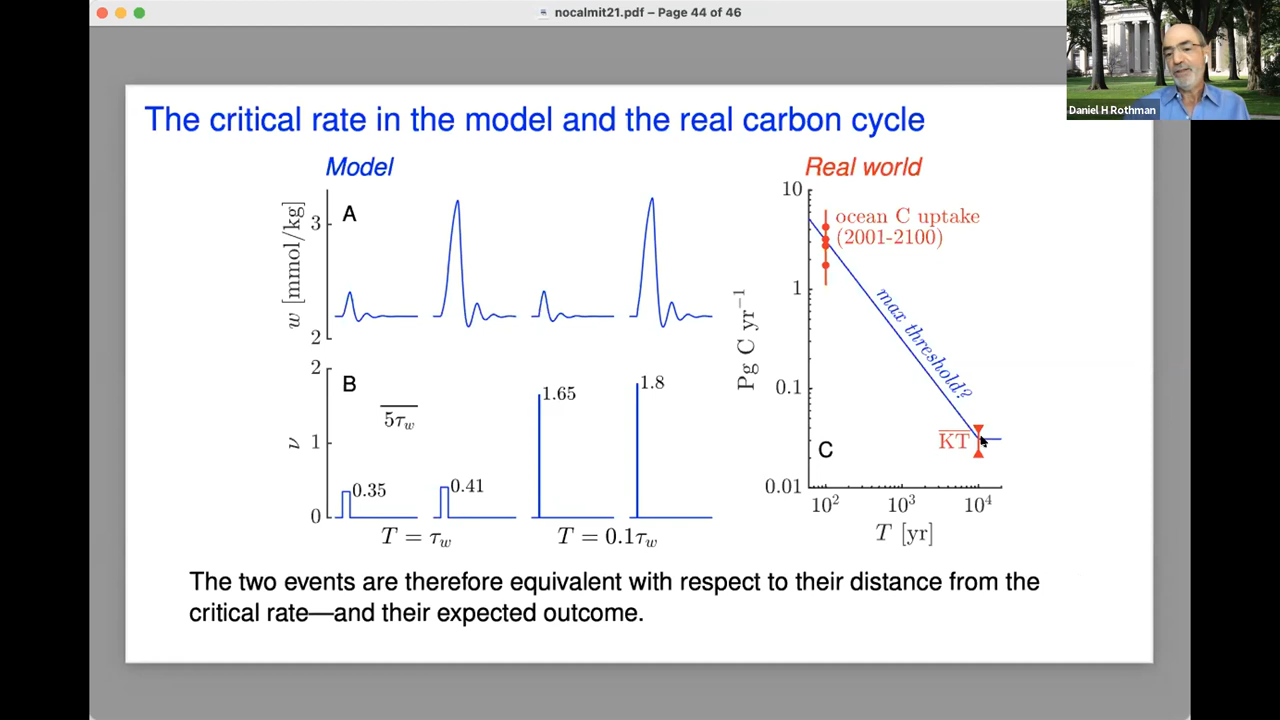 nocalmit21.pdf – Page 44 of 46
Daniel H Rothman
The critical rate in the model and the real carbon cycle
Model
Real world
w [mmol/kg]
3
2
A
ν
2
1
0
B
5τw
0.35
0.41
1.65
1.8
T = τw
T = 0.1τw
Pg C yr−1
10
1
0.1
0.01
ocean C uptake
(2001-2100)
max threshold?
KT
C
10² 10³ 10⁴
T [yr]
The two events are therefore equivalent with respect to their distance from the
critical rate—and their expected outcome.